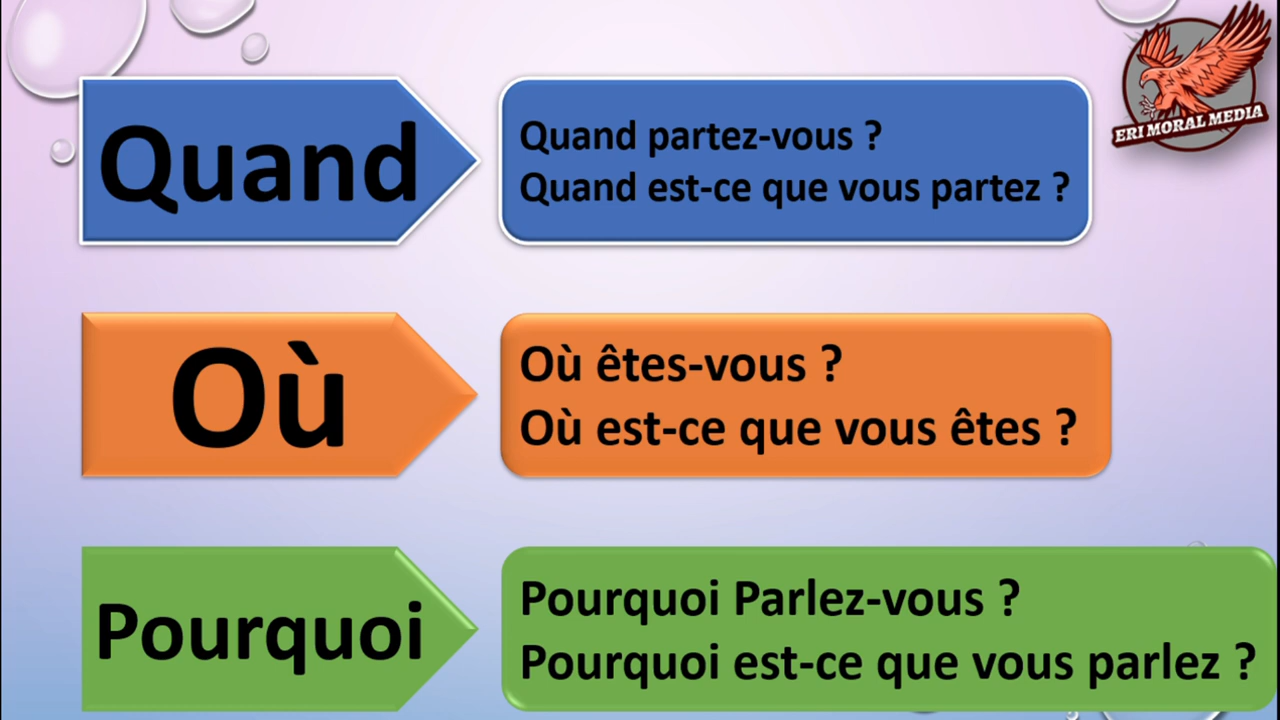 Quand
Quand partez-vous ?
Quand est-ce que vous partez ?
ERI MORAL MEDIA
Où
Où êtes-vous ?
Où est-ce que vous êtes ?
Pourquoi
Pourquoi Parlez-vous ?
Pourquoi est-ce que vous parlez ?